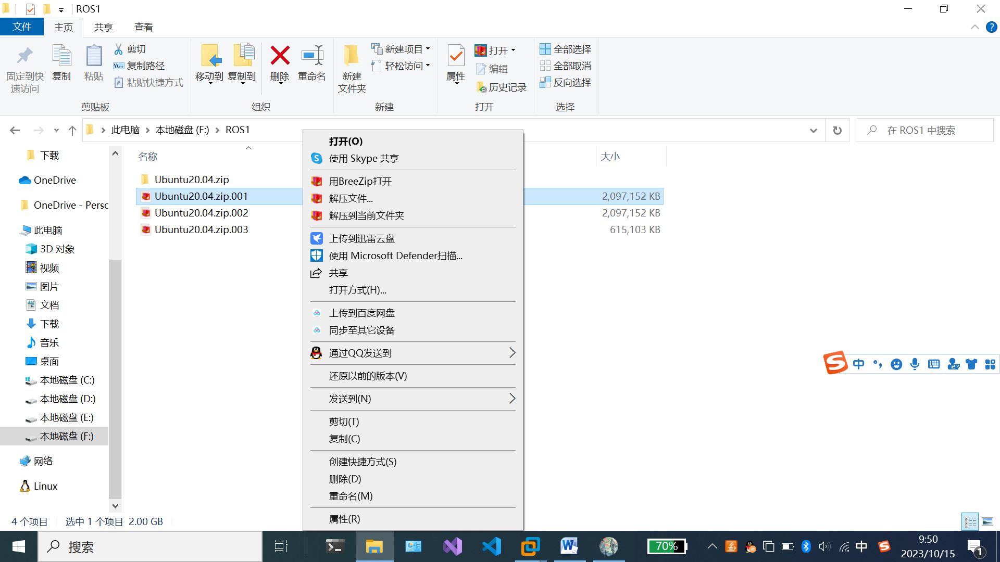 ROS1
文件 主页 共享 查看
固定到快速访问
复制
粘贴
剪切
复制路径
粘贴快捷方式
剪贴板
移动到
复制到
删除
重命名
组织
新建文件夹
新建项目
轻松访问
新建
属性
打开
编辑
历史记录
打开
全部选择
全部取消
反向选择
选择
此电脑 本地磁盘 (F:) ROS1
在 ROS1 中搜索
下载
OneDrive
OneDrive - Perso
此电脑
3D 对象
视频
图片
文档
下载
音乐
桌面
本地磁盘 (C:)
本地磁盘 (D:)
本地磁盘 (E:)
本地磁盘 (F:)
网络
Linux
名称 大小
Ubuntu20.04.zip
Ubuntu20.04.zip.001 2,097,152 KB
Ubuntu20.04.zip.002 2,097,152 KB
Ubuntu20.04.zip.003 615,103 KB
打开(O)
使用 Skype 共享
用BreeZip打开
解压文件...
解压到当前文件夹
上传到迅雷云盘
使用 Microsoft Defender扫描...
共享
打开方式(H)...
上传到百度网盘
同步至其它设备
通过QQ发送到
还原以前的版本(V)
发送到(N)
剪切(T)
复制(C)
创建快捷方式(S)
删除(D)
重命名(M)
属性(R)
中
27
4 个项目 选中 1 个项目 2.00 GB
搜索
70%
中
9:50
2023/10/15
1